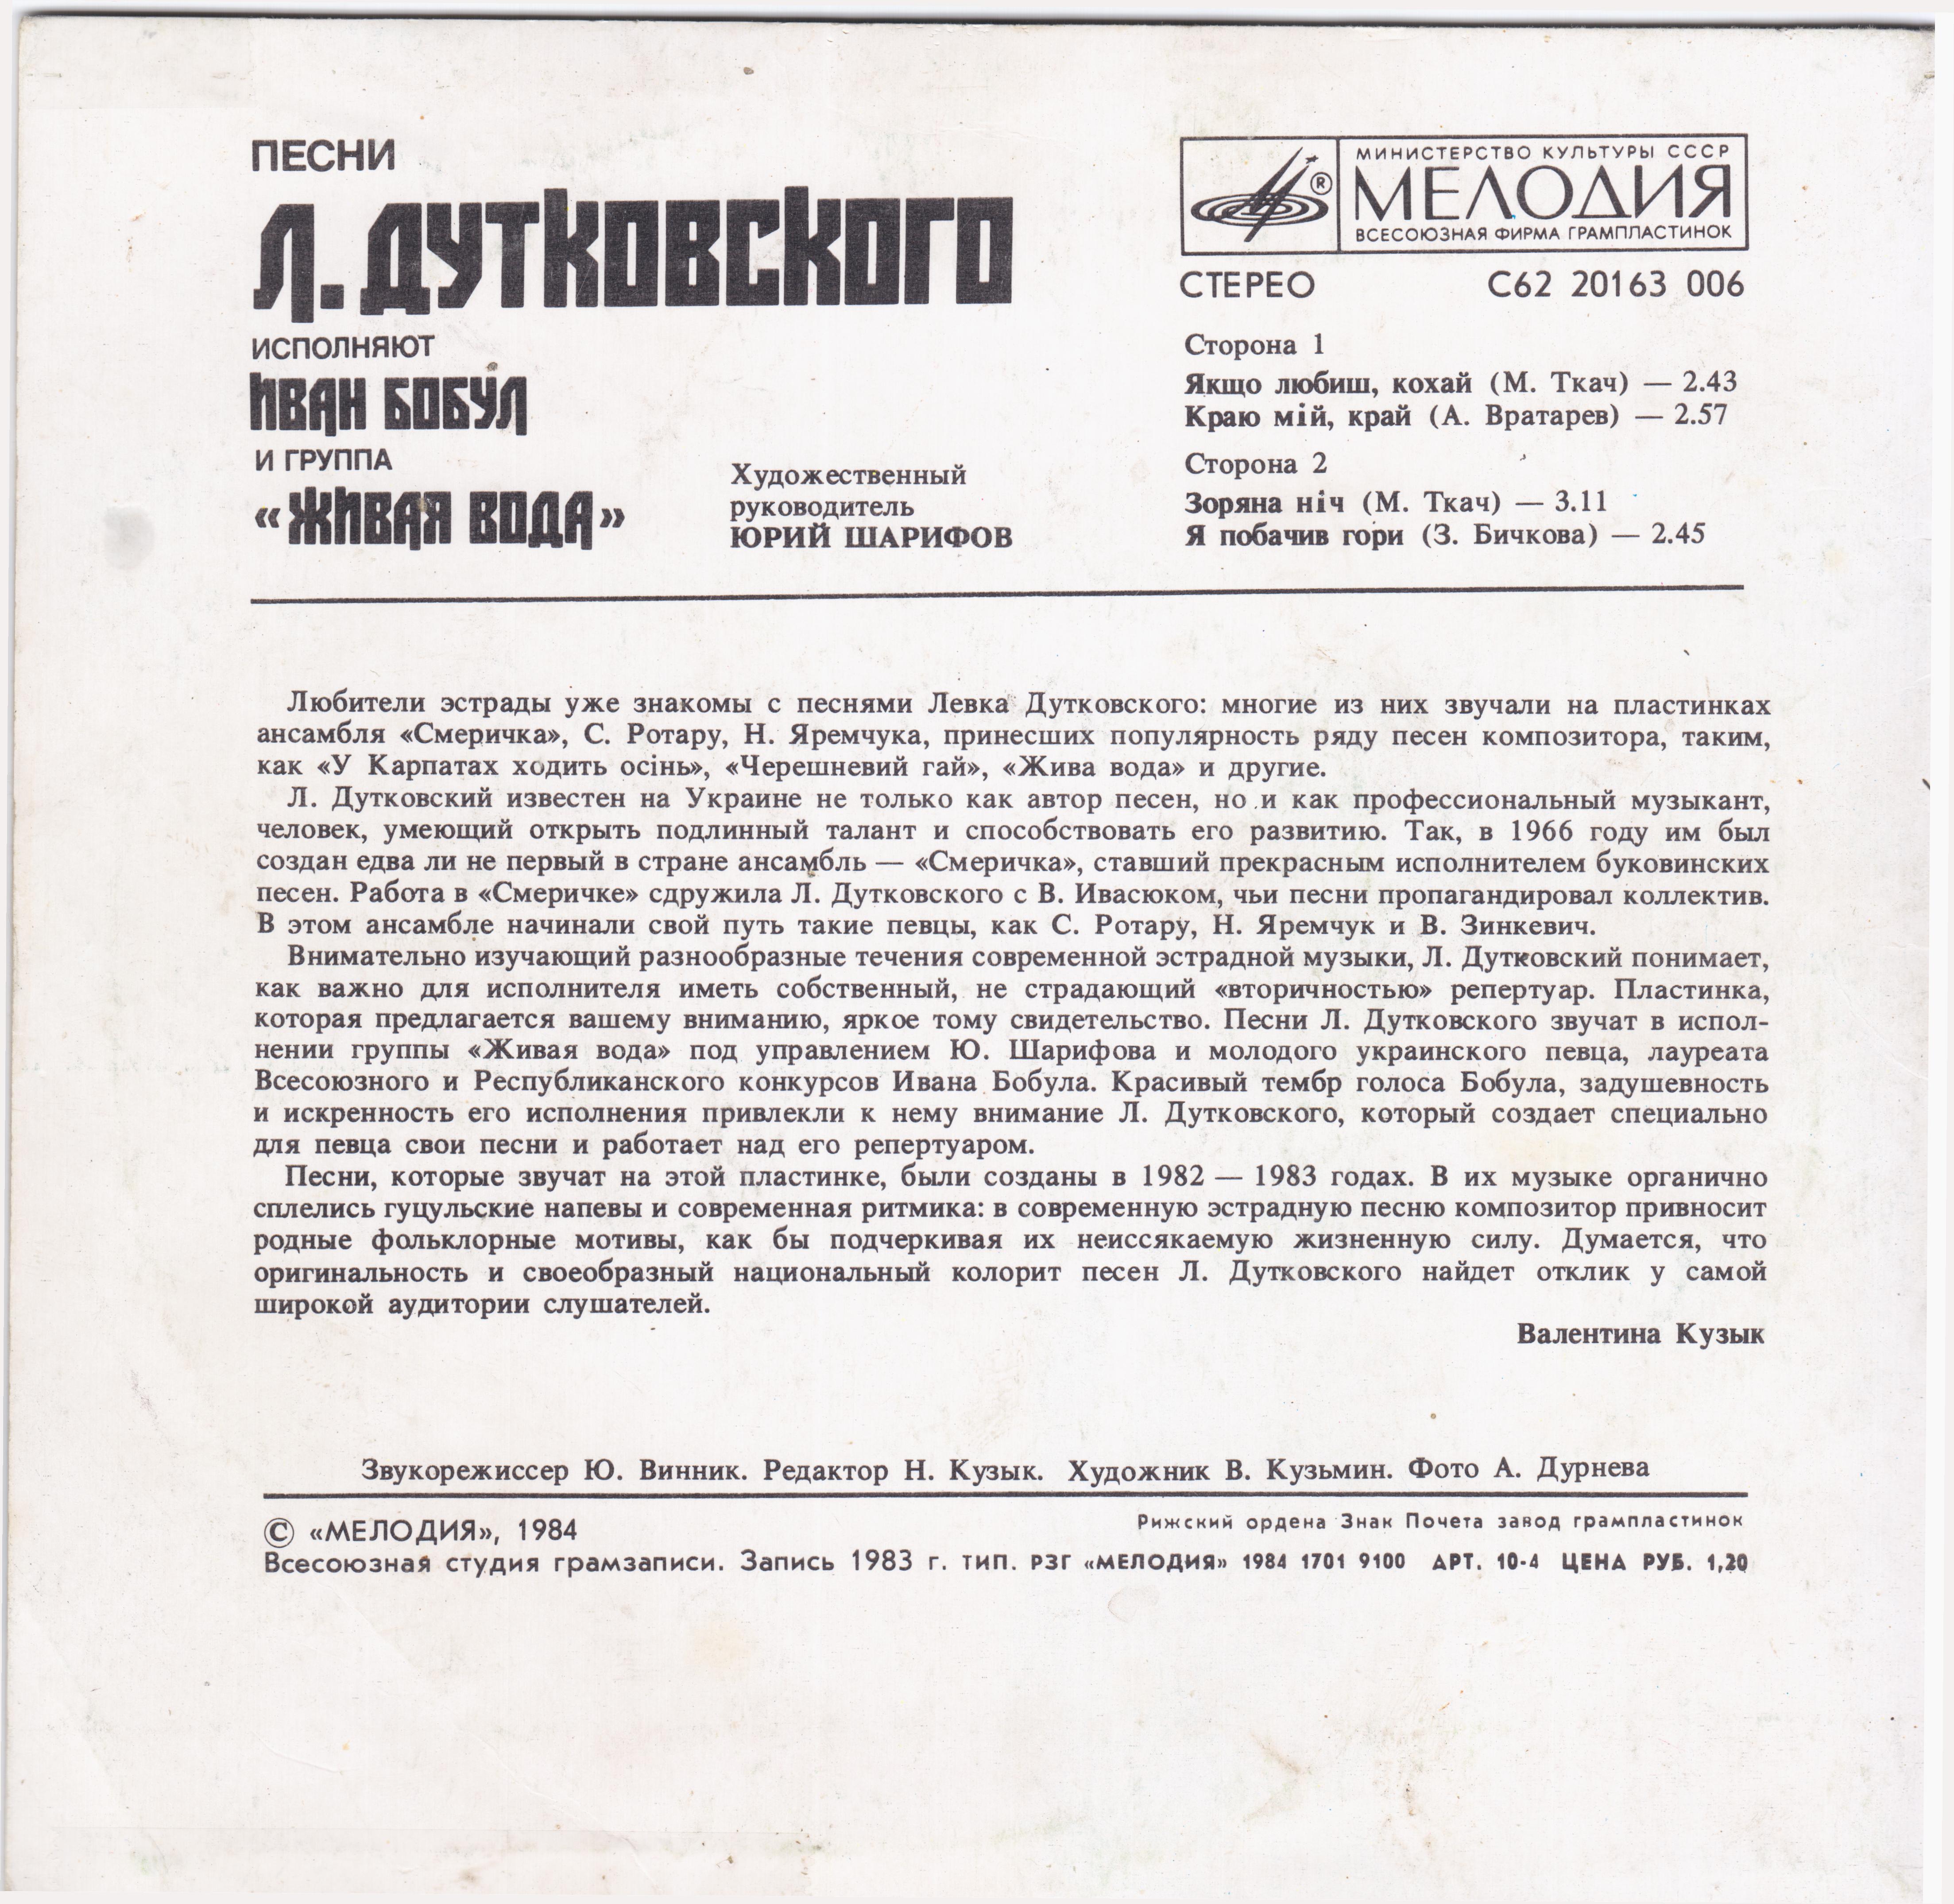 ПЕСНИ
Л. ДУТКОВСКОГО
ИСПОЛНЯЮТ
ИВАН БОБУЛ
И ГРУППА
«ЖИВАЯ ВОДА»
Художественный
руководитель
ЮРИЙ ШАРИФОВ
МИНИСТЕРСТВО КУЛЬТУРЫ СССР
МЕЛОДИЯ
ВСЕСОЮЗНАЯ ФИРМА ГРАМПЛАСТИНОК
®
СТЕРЕО С62 20163 006
Сторона 1
Якщо любиш, кохай (М. Ткач) — 2.43
Краю мій, край (А. Вратарев) — 2.57
Сторона 2
Зоряна ніч (М. Ткач) — 3.11
Я побачив гори (З. Бичкова) — 2.45
Любители эстрады уже знакомы с песнями Левка Дутковского: многие из них звучали на пластинках
ансамбля «Смеричка», С. Ротару, Н. Яремчука, принесших популярность ряду песен композитора, таким,
как «У Карпатах ходить осінь», «Черешневий гай», «Жива вода» и другие.
Л. Дутковский известен на Украине не только как автор песен, но и как профессиональный музыкант,
человек, умеющий открыть подлинный талант и способствовать его развитию. Так, в 1966 году им был
создан едва ли не первый в стране ансамбль — «Смеричка», ставший прекрасным исполнителем буковинских
песен. Работа в «Смеричке» сдружила Л. Дутковского с В. Ивасюком, чьи песни пропагандировал коллектив.
В этом ансамбле начинали свой путь такие певцы, как С. Ротару, Н. Яремчук и В. Зинкевич.
Внимательно изучающий разнообразные течения современной эстрадной музыки, Л. Дутковский понимает,
как важно для исполнителя иметь собственный, не страдающий «вторичностью» репертуар. Пластинка,
которая предлагается вашему вниманию, яркое тому свидетельство. Песни Л. Дутковского звучат в испол-
нении группы «Живая вода» под управлением Ю. Шарифова и молодого украинского певца, лауреата
Всесоюзного и Республиканского конкурсов Ивана Бобула. Красивый тембр голоса Бобула, задушевность
и искренность его исполнения привлекли к нему внимание Л. Дутковского, который создает специально
для певца свои песни и работает над его репертуаром.
Песни, которые звучат на этой пластинке, были созданы в 1982 — 1983 годах. В их музыке органично
сплелись гуцульские напевы и современная ритмика: в современную эстрадную песню композитор привносит
родные фольклорные мотивы, как бы подчеркивая их неиссякаемую жизненную силу. Думается, что
оригинальность и своеобразный национальный колорит песен Л. Дутковского найдет отклик у самой
широкой аудитории слушателей.
Валентина Кузык
Звукорежиссер Ю. Винник. Редактор Н. Кузык. Художник В. Кузьмин. Фото А. Дурнева
© «МЕЛОДИЯ», 1984 Рижский ордена Знак Почета завод грампластинок
Всесоюзная студия грамзаписи. Запись 1983 г. ТИП. РЗГ «МЕЛОДИЯ» 1984 1701 9100 АРТ. 10-4 ЦЕНА РУБ. 1,20